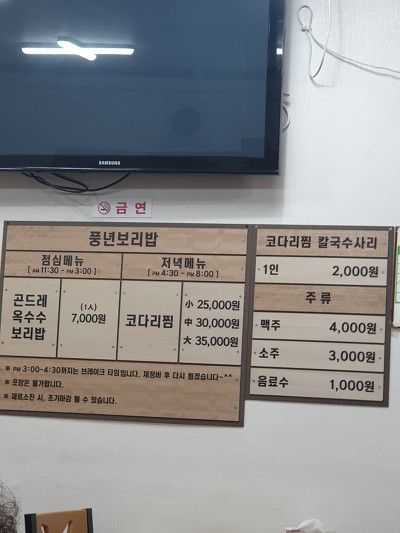 SAMSUNG
금연
풍년보리밥
점심메뉴
[ AM 11:30 - PM 3:00 ]
저녁메뉴
[ PM 4:30 - PM 8:00 ]
곤드레
옥수수
보리밥
(1人)
7,000원
코다리찜
小 25,000원
中 30,000원
大 35,000원
※ PM 3:00-4:30까지는 브레이크 타임입니다. 재정비 후 다시 뵙겠습니다~^^
※ 포장은 불가합니다.
※ 재료소진 시, 조기마감 될 수 있습니다.
코다리찜 칼국수사리
1인 2,000원
주 류
맥주 4,000원
소주 3,000원
음료수 1,000원